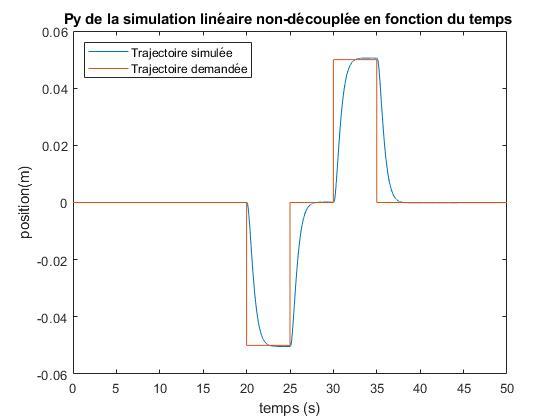 Py de la simulation linéaire non-découplée en fonction du temps
0.06
Trajectoire simulée
Trajectoire demandée
0.04
0.02
0
-0.02
-0.04
-0.06
position(m)
0 5 10 15 20 25 30 35 40 45 50
temps (s)